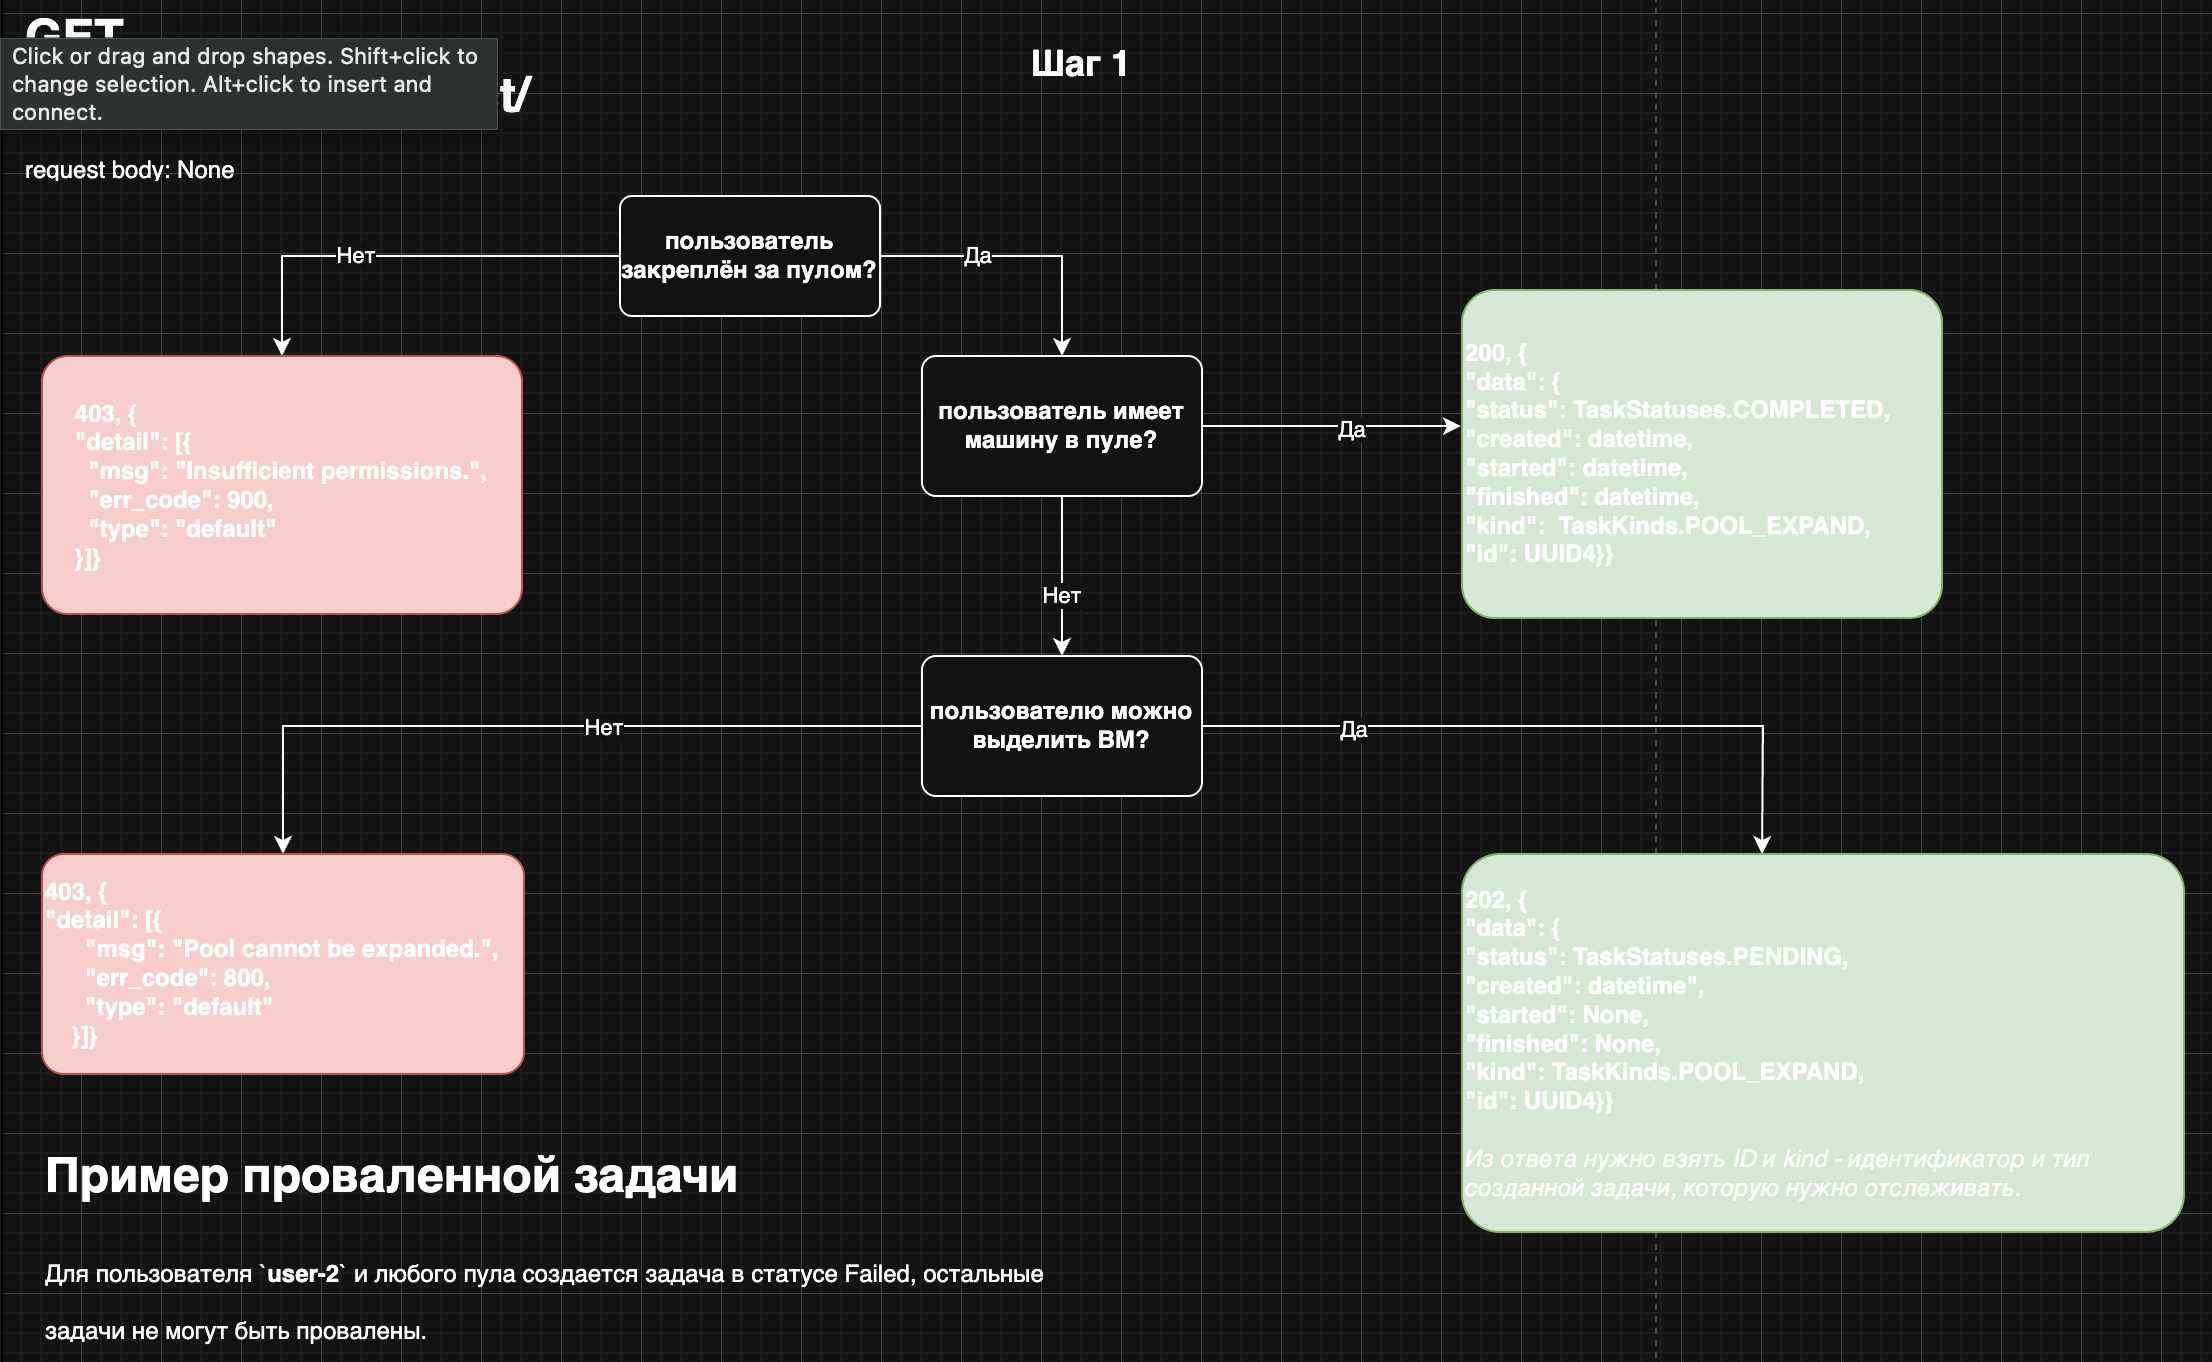 GET
Click or drag and drop shapes. Shift+click to
change selection. Alt+click to insert and
connect.
t/
Шаг 1
request body: None
пользователь
закреплён за пулом?
Нет
Да
403, {
"detail": [{
"msg": "Insufficient permissions.",
"err_code": 900,
"type": "default"
}]}
пользователь имеет
машину в пуле?
Да
200, {
"data": {
"status": TaskStatuses.COMPLETED,
"created": datetime,
"started": datetime,
"finished": datetime,
"kind":  TaskKinds.POOL_EXPAND,
"id": UUID4}}
Нет
пользователю можно
выделить ВМ?
Нет
Да
403, {
"detail": [{
"msg": "Pool cannot be expanded.",
"err_code": 800,
"type": "default"
}]}
202, {
"data": {
"status": TaskStatuses.PENDING,
"created": datetime",
"started": None,
"finished": None,
"kind": TaskKinds.POOL_EXPAND,
"id": UUID4}}
Из ответа нужно взять ID и kind - идентификатор и тип
созданной задачи, которую нужно отслеживать.
Пример проваленной задачи
Для пользователя `user-2` и любого пула создается задача в статусе Failed, остальные
задачи не могут быть провалены.